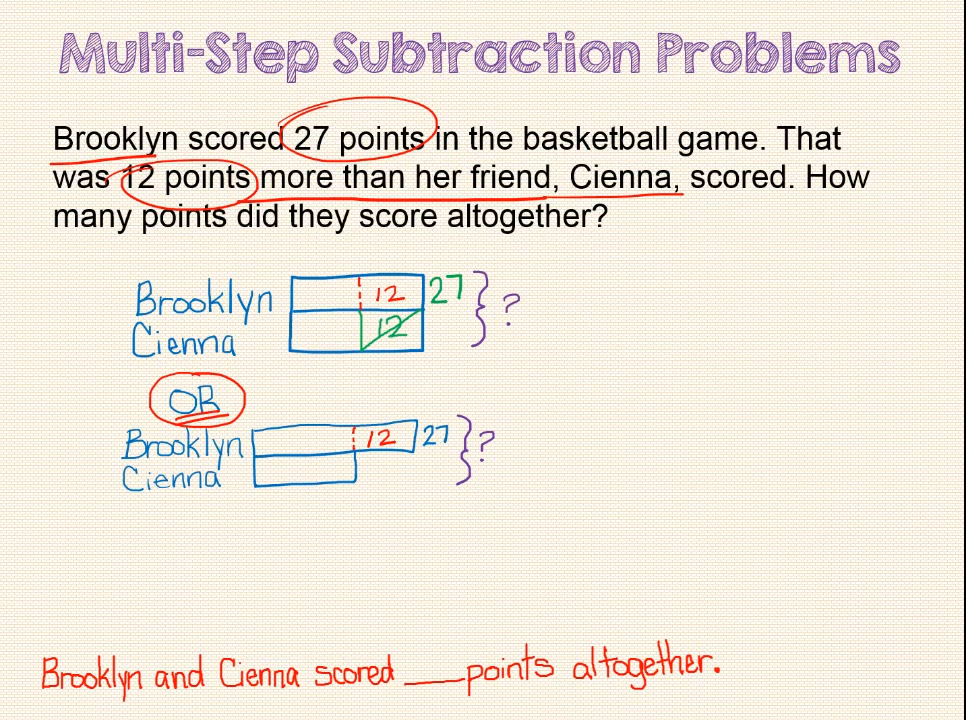 Multi-Step Subtraction Problems
Brooklyn scored 27 points in the basketball game. That
was 12 points more than her friend, Cienna, scored. How
many points did they score altogether?
Brooklyn 12 27 ?
Cienna 12
OR
Brooklyn 12 27 ?
Cienna
Brooklyn and Cienna scored ___ points altogether.